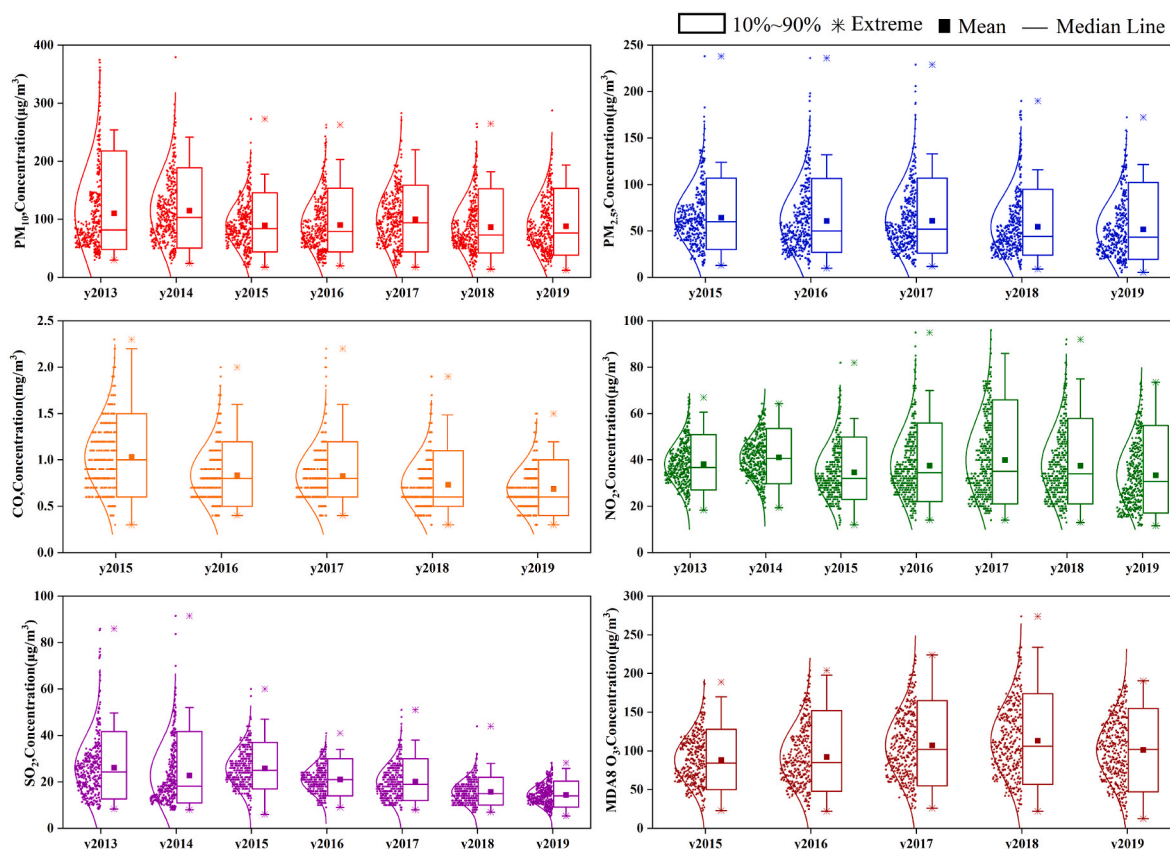 10%~90% Extreme Mean Median Line
PM10,Concentration(μg/m3)
400
300
200
100
0
y2013 y2014 y2015 y2016 y2017 y2018 y2019
PM2.5,Concentration(μg/m3)
250
200
150
100
50
0
y2015 y2016 y2017 y2018 y2019
CO,Concentration(mg/m3)
2.5
2.0
1.5
1.0
0.5
0.0
y2015 y2016 y2017 y2018 y2019
NO2,Concentration(μg/m3)
100
80
60
40
20
0
y2013 y2014 y2015 y2016 y2017 y2018 y2019
SO2,Concentration(μg/m3)
100
80
60
40
20
0
y2013 y2014 y2015 y2016 y2017 y2018 y2019
MDA8 O3,Concentration(μg/m3)
300
250
200
150
100
50
0
y2015 y2016 y2017 y2018 y2019